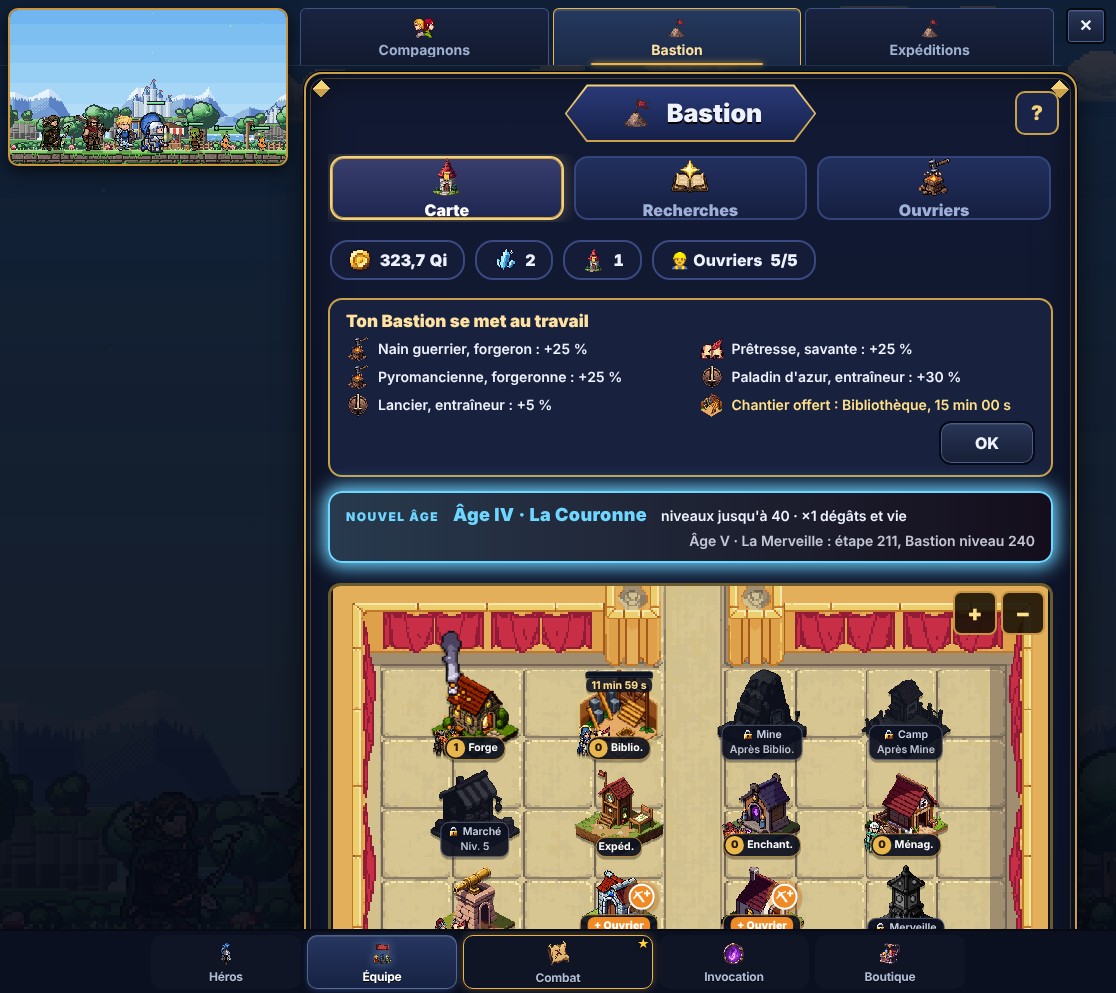 Compagnons
Bastion
Expéditions
×
Bastion
?
Carte
Recherches
Ouvriers
323,7 Qi
2
1
Ouvriers 5/5
Ton Bastion se met au travail
Nain guerrier, forgeron : +25 %
Prêtresse, savante : +25 %
Pyromancienne, forgeronne : +25 %
Paladin d'azur, entraîneur : +30 %
Lancier, entraîneur : +5 %
Chantier offert : Bibliothèque, 15 min 00 s
OK
NOUVEL ÂGE Âge IV · La Couronne niveaux jusqu'à 40 · ×1 dégâts et vie
Âge V · La Merveille : étape 211, Bastion niveau 240
+
−
11 min 59 s
1 Forge
0 Biblio.
Mine
Après Biblio.
Camp
Après Mine
Marché
Niv. 5
Expéd.
0 Enchant.
0 Ménag.
+ Ouvrier
+ Ouvrier
Merveille
Héros
Équipe
Combat
Invocation
Boutique